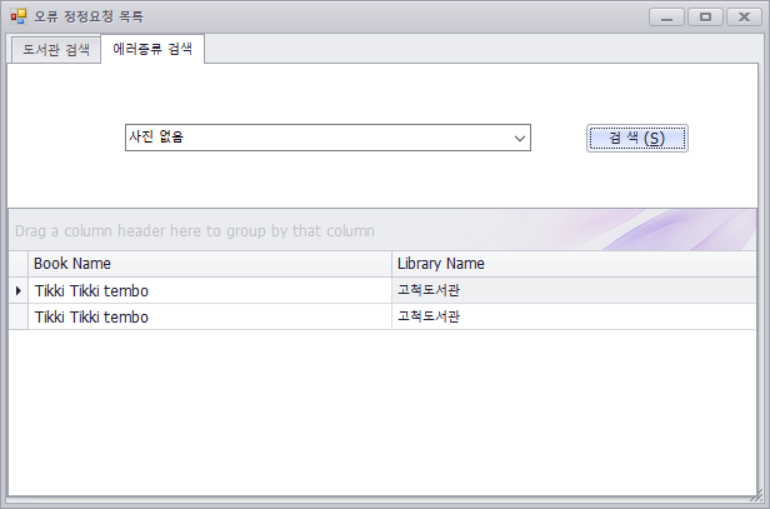 오류 정정요청 목록
도서관 검색 에러종류 검색
사진 없음 검 색 (S)
Drag a column header here to group by that column
Book Name Library Name
Tikki Tikki tembo 고척도서관
Tikki Tikki tembo 고척도서관